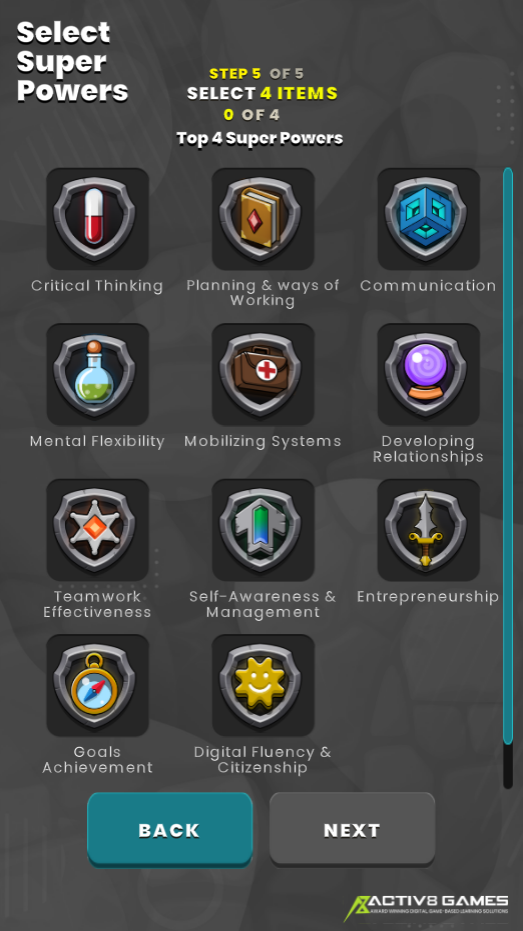 Select
Super
Powers
STEP 5 OF 5
SELECT 4 ITEMS
0 OF 4
Top 4 Super Powers
Critical Thinking
Planning & ways of
Working
Communication
Mental Flexibility
Mobilizing Systems
Developing
Relationships
Teamwork
Effectiveness
Self-Awareness &
Management
Entrepreneurship
Goals
Achievement
Digital Fluency &
Citizenship
BACK
NEXT
ACTIV8 GAMES
AWARD WINNING DIGITAL GAME-BASED LEARNING SOLUTIONS